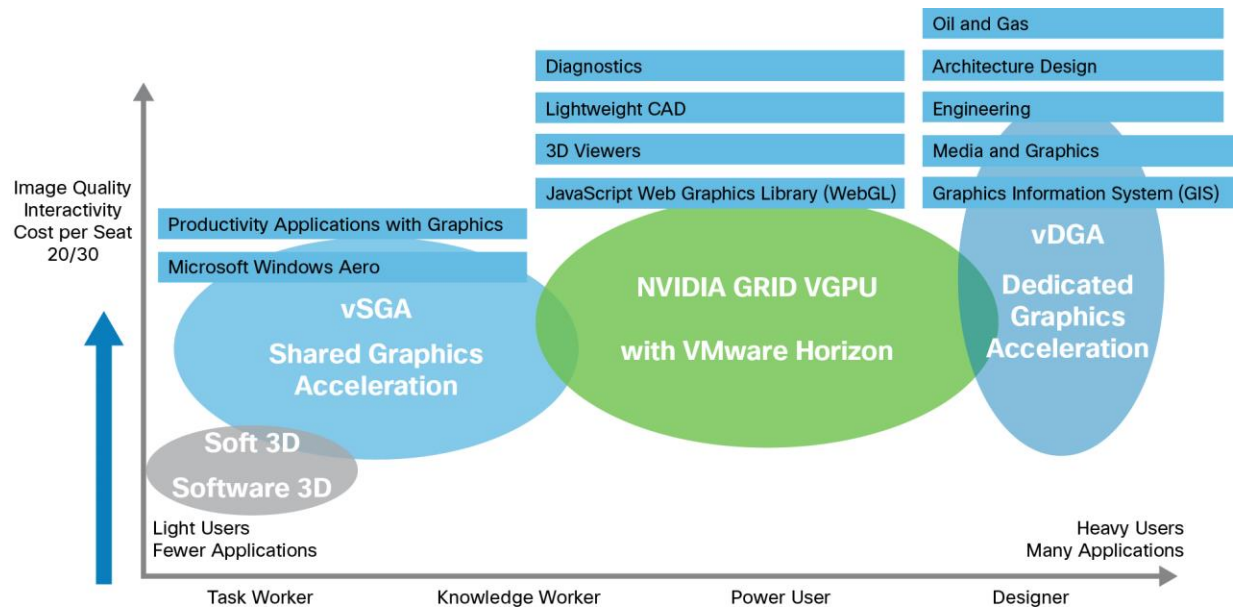 Oil and Gas
Diagnostics
Architecture Design
Lightweight CAD
Engineering
3D Viewers
Media and Graphics
Image Quality
Interactivity
Cost per Seat
20/30
JavaScript Web Graphics Library (WebGL)
Graphics Information System (GIS)
Productivity Applications with Graphics
Microsoft Windows Aero
vSGA
Shared Graphics
Acceleration
NVIDIA GRID VGPU
with VMware Horizon
vDGA
Dedicated
Graphics
Acceleration
Soft 3D
Software 3D
Light Users
Fewer Applications
Heavy Users
Many Applications
Task Worker
Knowledge Worker
Power User
Designer